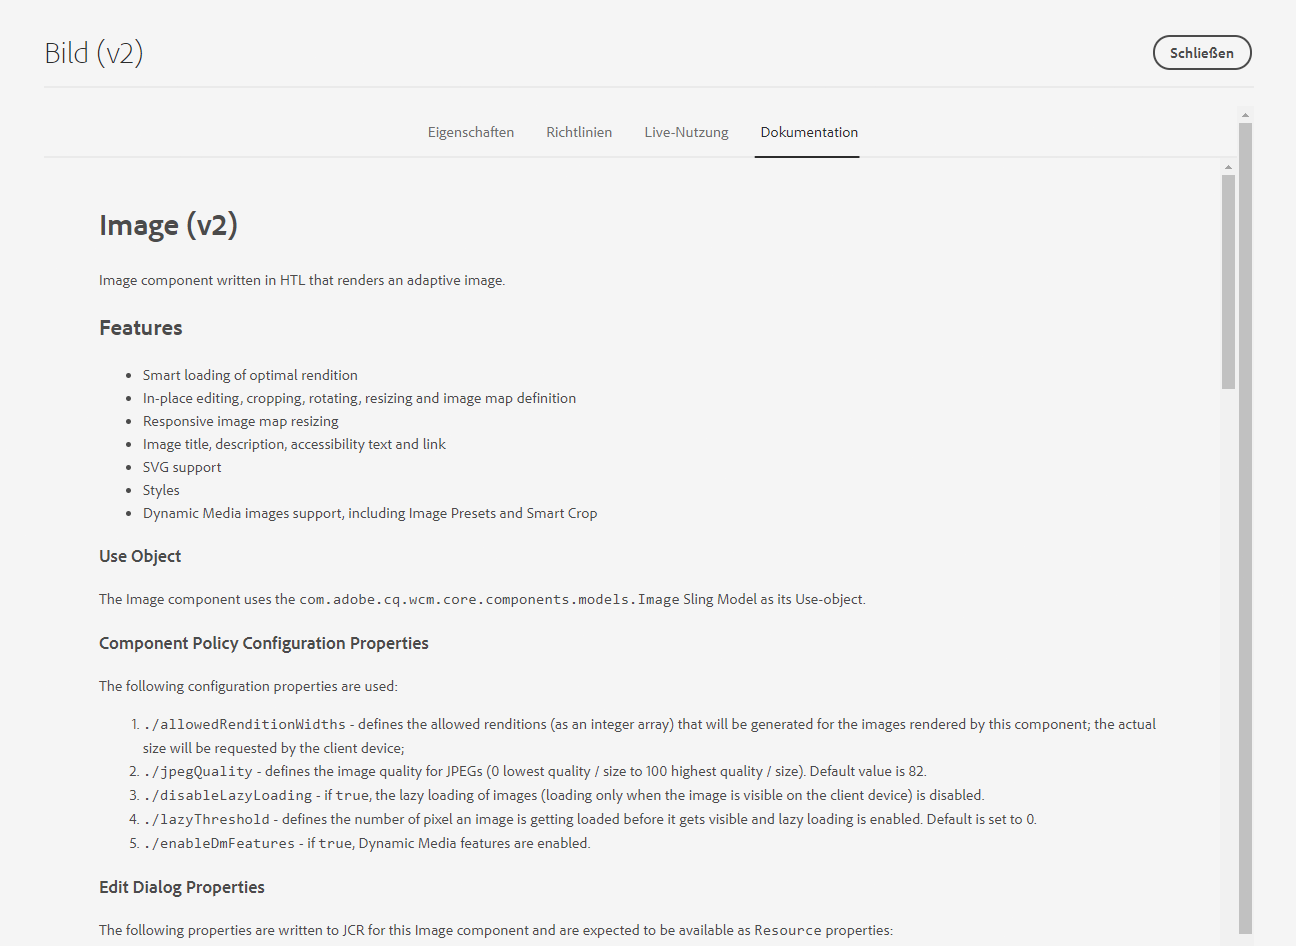 Bild (v2)
Schließen
Eigenschaften Richtlinien Live-Nutzung Dokumentation
Image (v2)
Image component written in HTL that renders an adaptive image.
Features
• Smart loading of optimal rendition
• In-place editing, cropping, rotating, resizing and image map definition
• Responsive image map resizing
• Image title, description, accessibility text and link
• SVG support
• Styles
• Dynamic Media images support, including Image Presets and Smart Crop
Use Object
The Image component uses the com.adobe.cq.wcm.core.components.models.Image Sling Model as its Use-object.
Component Policy Configuration Properties
The following configuration properties are used:
1. ./allowedRenditionWidths - defines the allowed renditions (as an integer array) that will be generated for the images rendered by this component; the actual
size will be requested by the client device;
2. ./jpegQuality - defines the image quality for JPEGs (0 lowest quality / size to 100 highest quality / size). Default value is 82.
3. ./disableLazyLoading - if true, the lazy loading of images (loading only when the image is visible on the client device) is disabled.
4. ./lazyThreshold - defines the number of pixel an image is getting loaded before it gets visible and lazy loading is enabled. Default is set to 0.
5. ./enableDmFeatures - if true, Dynamic Media features are enabled.
Edit Dialog Properties
The following properties are written to JCR for this Image component and are expected to be available as Resource properties: